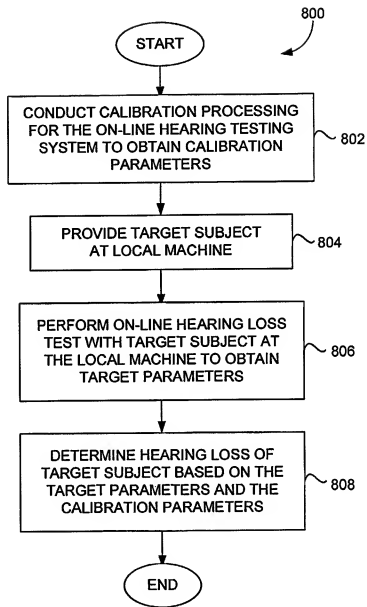 800
START
CONDUCT CALIBRATION PROCESSING
FOR THE ON-LINE HEARING TESTING
SYSTEM TO OBTAIN CALIBRATION
PARAMETERS
802
PROVIDE TARGET SUBJECT
AT LOCAL MACHINE
804
PERFORM ON-LINE HEARING LOSS
TEST WITH TARGET SUBJECT AT
THE LOCAL MACHINE TO OBTAIN
TARGET PARAMETERS
806
DETERMINE HEARING LOSS OF
TARGET SUBJECT BASED ON THE
TARGET PARAMETERS AND THE
CALIBRATION PARAMETERS
808
END